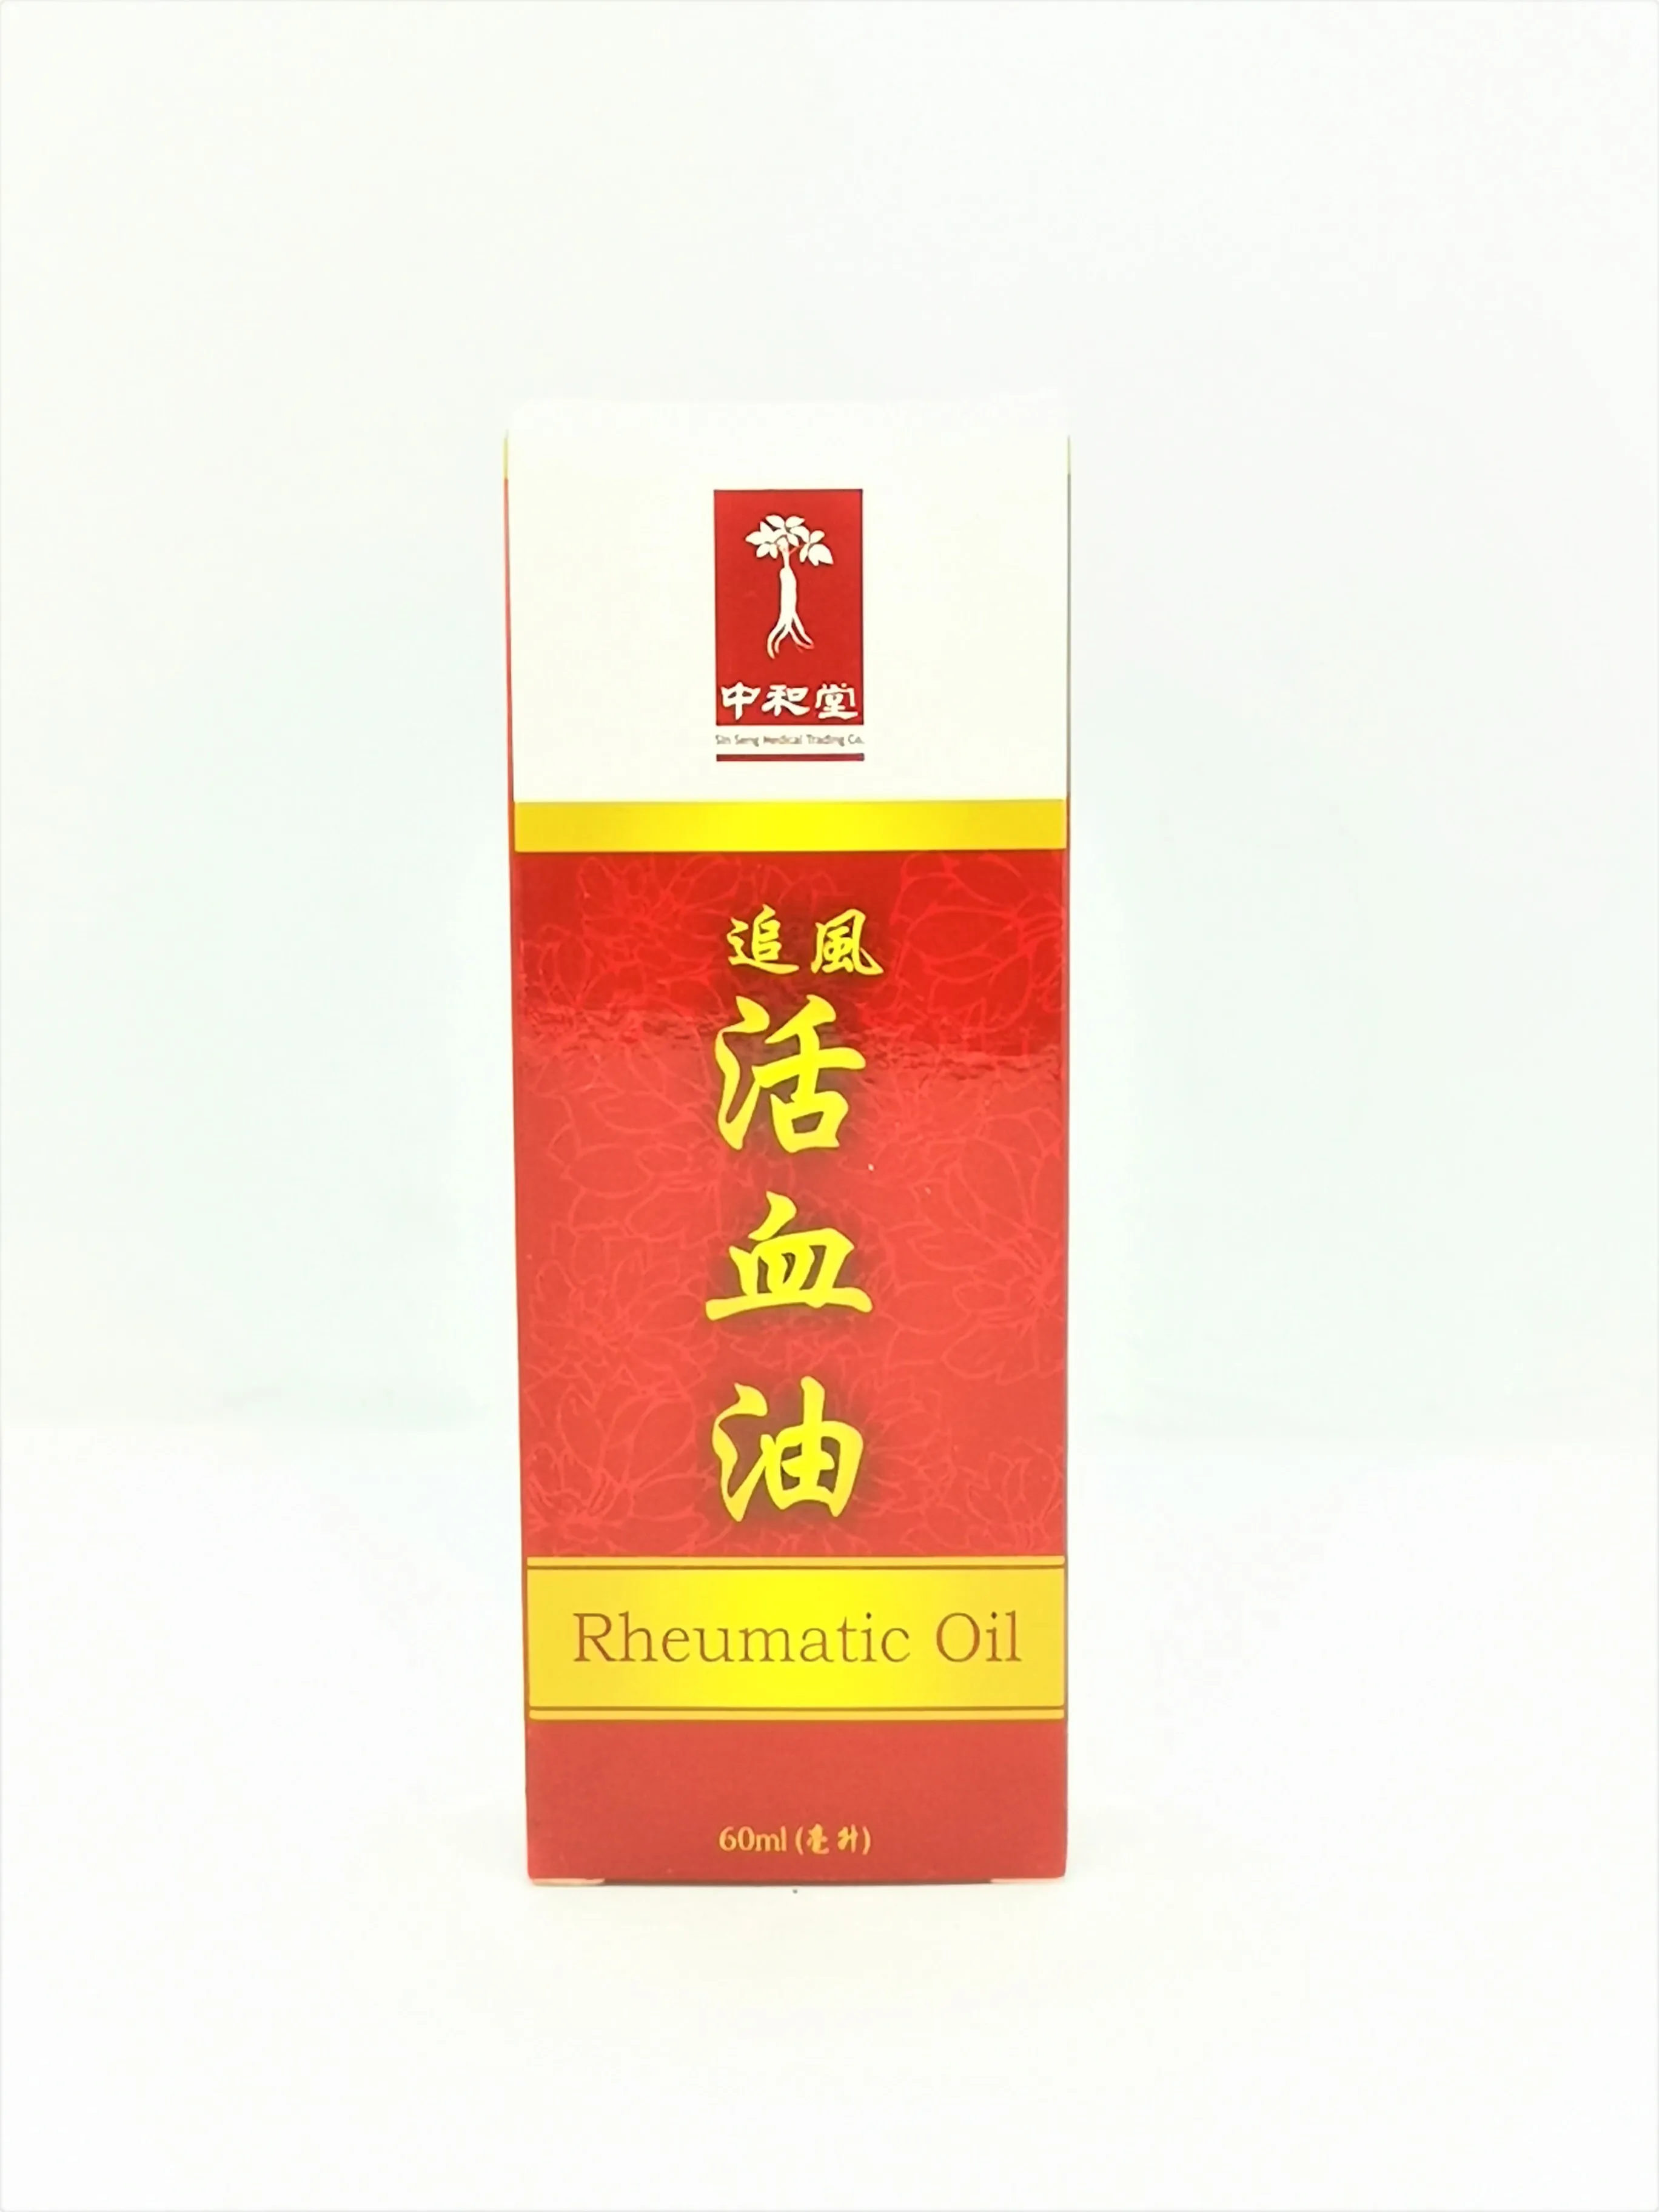 中和堂
Sin Seng Medical Trading Co.
追風
活
血
油
Rheumatic Oil
60ml (毫升)